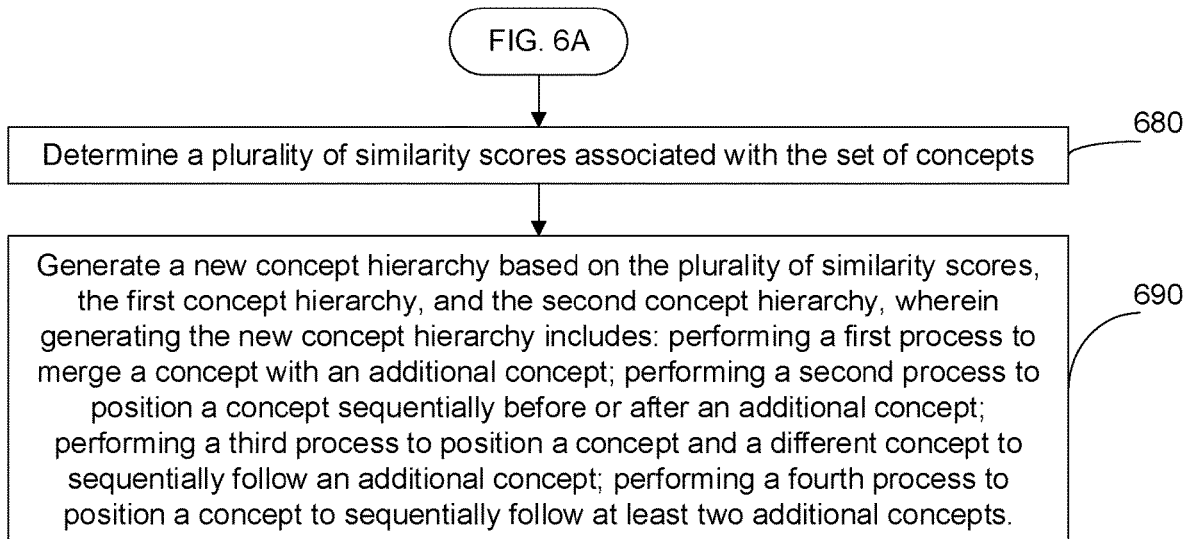 FIG. 6A
680
Determine a plurality of similarity scores associated with the set of concepts
Generate a new concept hierarchy based on the plurality of similarity scores,
the first concept hierarchy, and the second concept hierarchy, wherein
690
generating the new concept hierarchy includes: performing a first process to
merge a concept with an additional concept; performing a second process to
position a concept sequentially before or after an additional concept;
performing a third process to position a concept and a different concept to
sequentially follow an additional concept; performing a fourth process to
position a concept to sequentially follow at least two additional concepts.